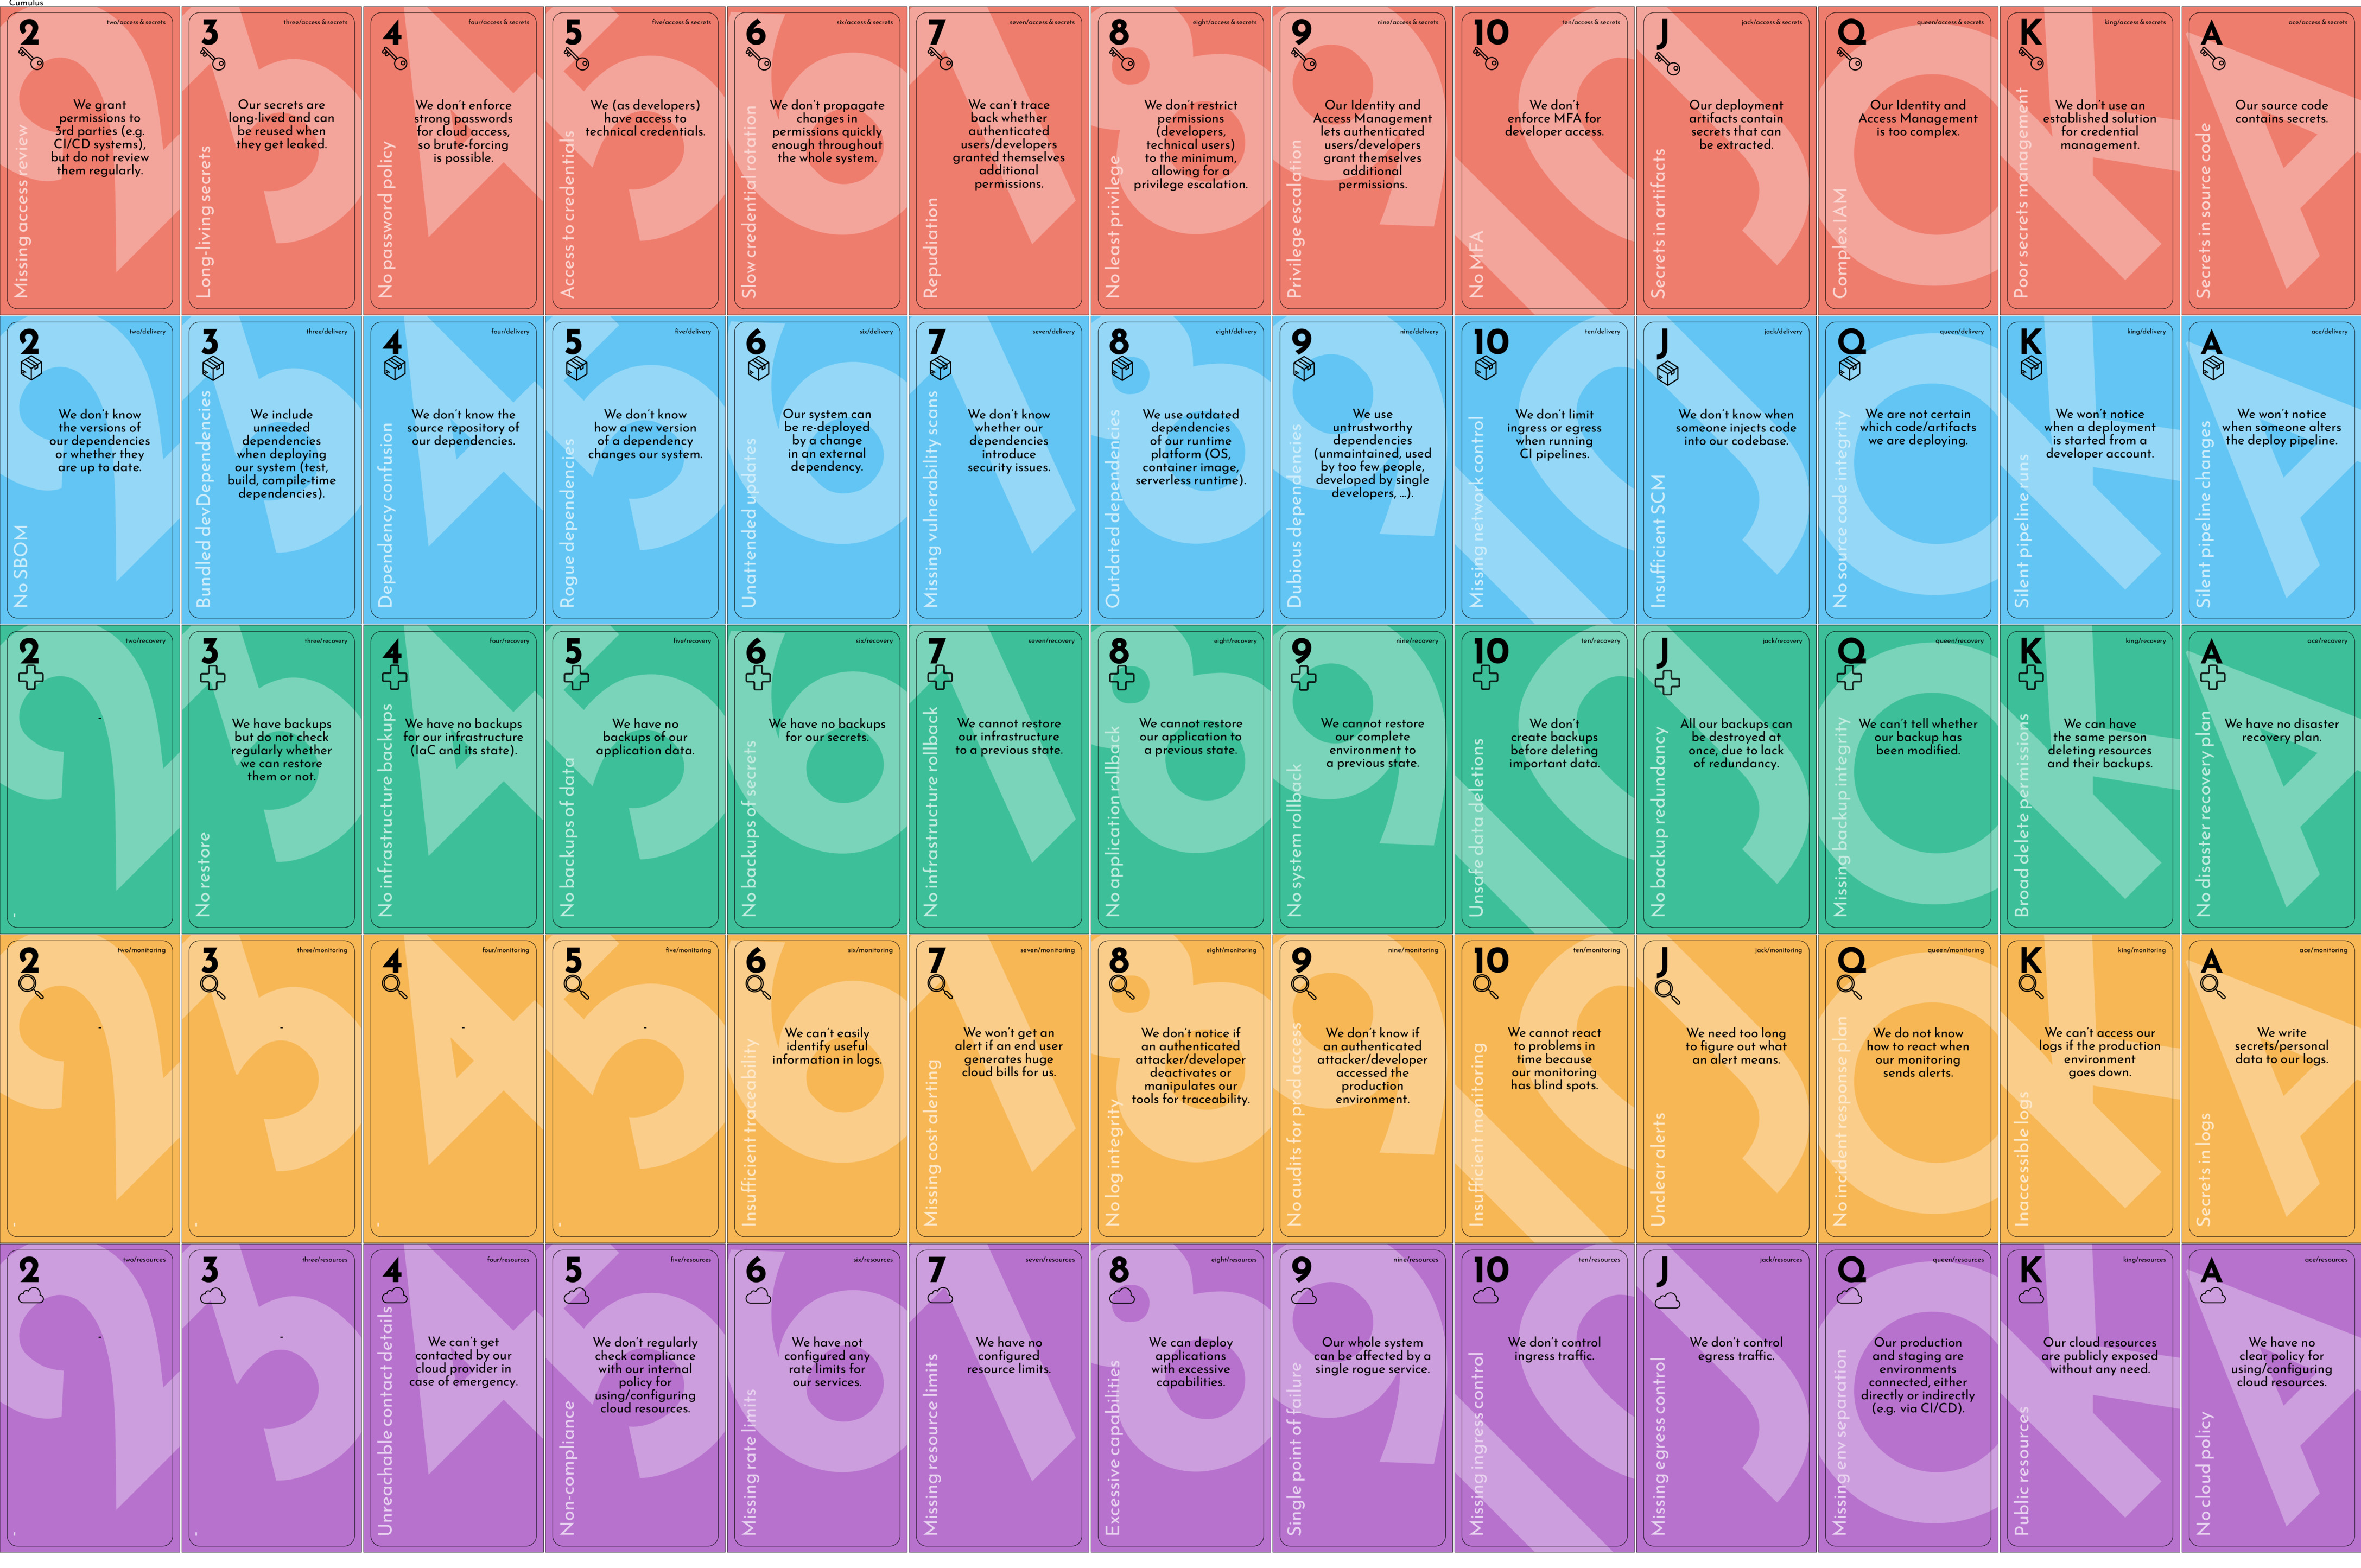 Cumulus
2
two/access & secrets
We grant
permissions to
3rd parties (e.g.
CI/CD systems),
but do not review
them regularly.
Missing access review
3
three/access & secrets
Our secrets are
long-lived and can
be reused when
they get leaked.
Long-living secrets
4
four/access & secrets
We don't enforce
strong passwords
for cloud access,
so brute-forcing
is possible.
No password policy
5
five/access & secrets
We (as developers)
have access to
technical credentials.
Access to credentials
6
six/access & secrets
We don't propagate
changes in
permissions quickly
enough throughout
the whole system.
Slow credential rotation
7
seven/access & secrets
We can't trace
back whether
authenticated
users/developers
granted themselves
additional
permissions.
Repudiation
8
eight/access & secrets
We don't restrict
permissions
(developers,
technical users)
to the minimum,
allowing for a
privilege escalation.
No least privilege
9
nine/access & secrets
Our Identity and
Access Management
lets authenticated
users/developers
grant themselves
additional
permissions.
Privilege escalation
10
ten/access & secrets
We don't
enforce MFA for
developer access.
No MFA
J
jack/access & secrets
Our deployment
artifacts contain
secrets that can
be extracted.
Secrets in artifacts
Q
queen/access & secrets
Our Identity and
Access Management
is too complex.
Complex IAM
K
king/access & secrets
We don't use an
established solution
for credential
management.
Poor secrets management
A
ace/access & secrets
Our source code
contains secrets.
Secrets in source code
2
two/delivery
We don't know
the versions of
our dependencies
or whether they
are up to date.
No SBOM
3
three/delivery
We include
unneeded
dependencies
when deploying
our system (test,
build, compile-time
dependencies).
Bundled devDependencies
4
four/delivery
We don't know the
source repository of
our dependencies.
Dependency confusion
5
five/delivery
We don't know
how a new version
of a dependency
changes our system.
Rogue dependencies
6
six/delivery
Our system can
be re-deployed
by a change
in an external
dependency.
Unattended updates
7
seven/delivery
We don't know
whether our
dependencies
introduce
security issues.
Missing vulnerability scans
8
eight/delivery
We use outdated
dependencies
of our runtime
platform (OS,
container image,
serverless runtime).
Outdated dependencies
9
nine/delivery
We use
untrustworthy
dependencies
(unmaintained, used
by too few people,
developed by single
developers, ...).
Dubious dependencies
10
ten/delivery
We don't limit
ingress or egress
when running
CI pipelines.
Missing network control
J
jack/delivery
We don't know when
someone injects code
into our codebase.
Insufficient SCM
Q
queen/delivery
We are not certain
which code/artifacts
we are deploying.
No source code integrity
K
king/delivery
We won't notice
when a deployment
is started from a
developer account.
Silent pipeline runs
A
ace/delivery
We won't notice
when someone alters
the deploy pipeline.
Silent pipeline changes
2
two/recovery
-
-
3
three/recovery
We have backups
but do not check
regularly whether
we can restore
them or not.
No restore
4
four/recovery
We have no backups
for our infrastructure
(IaC and its state).
No infrastructure backups
5
five/recovery
We have no
backups of our
application data.
No backups of data
6
six/recovery
We have no backups
for our secrets.
No backups of secrets
7
seven/recovery
We cannot restore
our infrastructure
to a previous state.
No infrastructure rollback
8
eight/recovery
We cannot restore
our application to
a previous state.
No application rollback
9
nine/recovery
We cannot restore
our complete
environment to
a previous state.
No system rollback
10
ten/recovery
We don't
create backups
before deleting
important data.
Unsafe data deletions
J
jack/recovery
All our backups can
be destroyed at
once, due to lack
of redundancy.
No backup redundancy
Q
queen/recovery
We can't tell whether
our backup has
been modified.
Missing backup integrity
K
king/recovery
We can have
the same person
deleting resources
and their backups.
Broad delete permissions
A
ace/recovery
We have no disaster
recovery plan.
No disaster recovery plan
2
two/monitoring
-
-
3
three/monitoring
-
-
4
four/monitoring
-
-
5
five/monitoring
-
-
6
six/monitoring
We can't easily
identify useful
information in logs.
Insufficient traceability
7
seven/monitoring
We won't get an
alert if an end user
generates huge
cloud bills for us.
Missing cost alerting
8
eight/monitoring
We don't notice if
an authenticated
attacker/developer
deactivates or
manipulates our
tools for traceability.
No log integrity
9
nine/monitoring
We don't know if
an authenticated
attacker/developer
accessed the
production
environment.
No audits for prod access
10
ten/monitoring
We cannot react
to problems in
time because
our monitoring
has blind spots.
Insufficient monitoring
J
jack/monitoring
We need too long
to figure out what
an alert means.
Unclear alerts
Q
queen/monitoring
We do not know
how to react when
our monitoring
sends alerts.
No incident response plan
K
king/monitoring
We can't access our
logs if the production
environment
goes down.
Inaccessible logs
A
ace/monitoring
We write
secrets/personal
data to our logs.
Secrets in logs
2
two/resources
-
-
3
three/resources
-
-
4
four/resources
We can't get
contacted by our
cloud provider in
case of emergency.
Unreachable contact details
5
five/resources
We don't regularly
check compliance
with our internal
policy for
using/configuring
cloud resources.
Non-compliance
6
six/resources
We have not
configured any
rate limits for
our services.
Missing rate limits
7
seven/resources
We have no
configured
resource limits.
Missing resource limits
8
eight/resources
We can deploy
applications
with excessive
capabilities.
Excessive capabilities
9
nine/resources
Our whole system
can be affected by a
single rogue service.
Single point of failure
10
ten/resources
We don't control
ingress traffic.
Missing ingress control
J
jack/resources
We don't control
egress traffic.
Missing egress control
Q
queen/resources
Our production
and staging are
environments
connected, either
directly or indirectly
(e.g. via CI/CD).
Missing env separation
K
king/resources
Our cloud resources
are publicly exposed
without any need.
Public resources
A
ace/resources
We have no
clear policy for
using/configuring
cloud resources.
No cloud policy